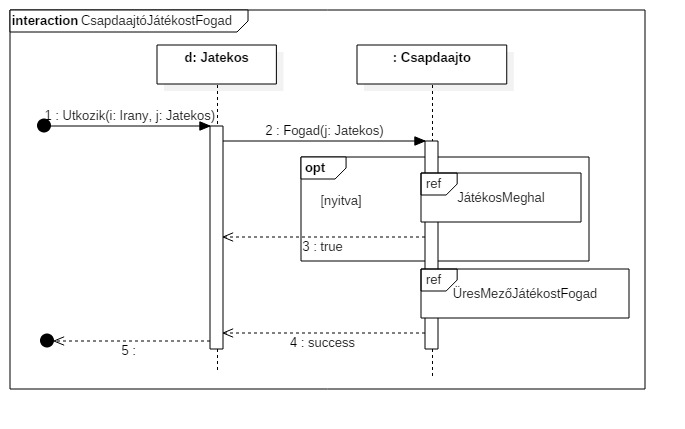 interaction CsapdaajtóJátékostFogad
d: Jatekos
: Csapdaajto
1 : Utkozik(i: Irany, j: Jatekos)
2 : Fogad(j: Jatekos)
opt
ref
[nyitva]
JátékosMeghal
3 : true
ref
ÜresMezőJátékostFogad
4 : success
5 :